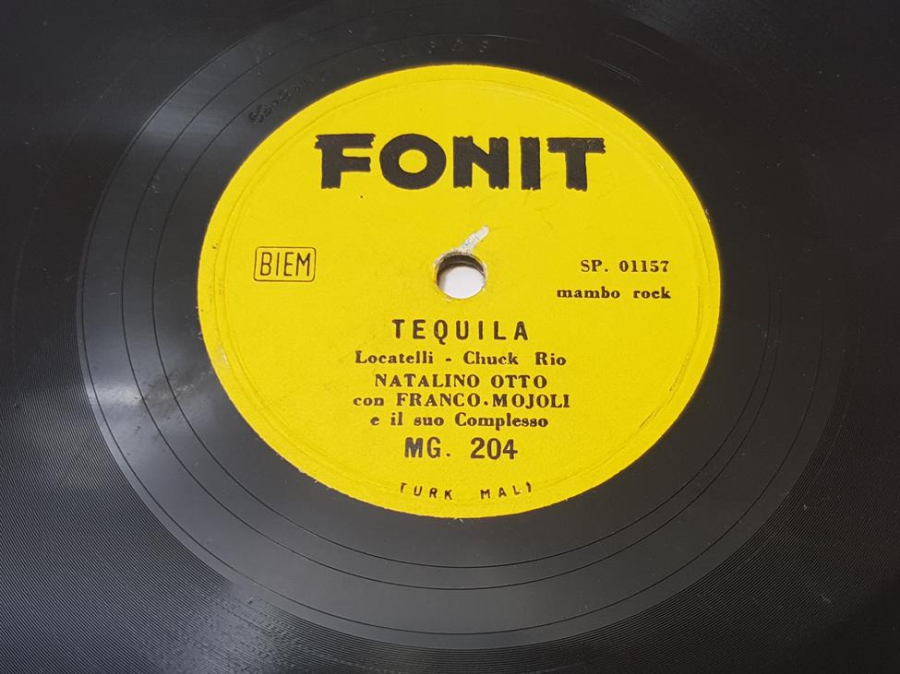 FONIT
BIEM
SP. 01157
mambo rock
TEQUILA
Locatelli - Chuck Rio
NATALINO OTTO
con FRANCO.MOJOLI
e il suo Complesso
MG. 204
TURK MALI